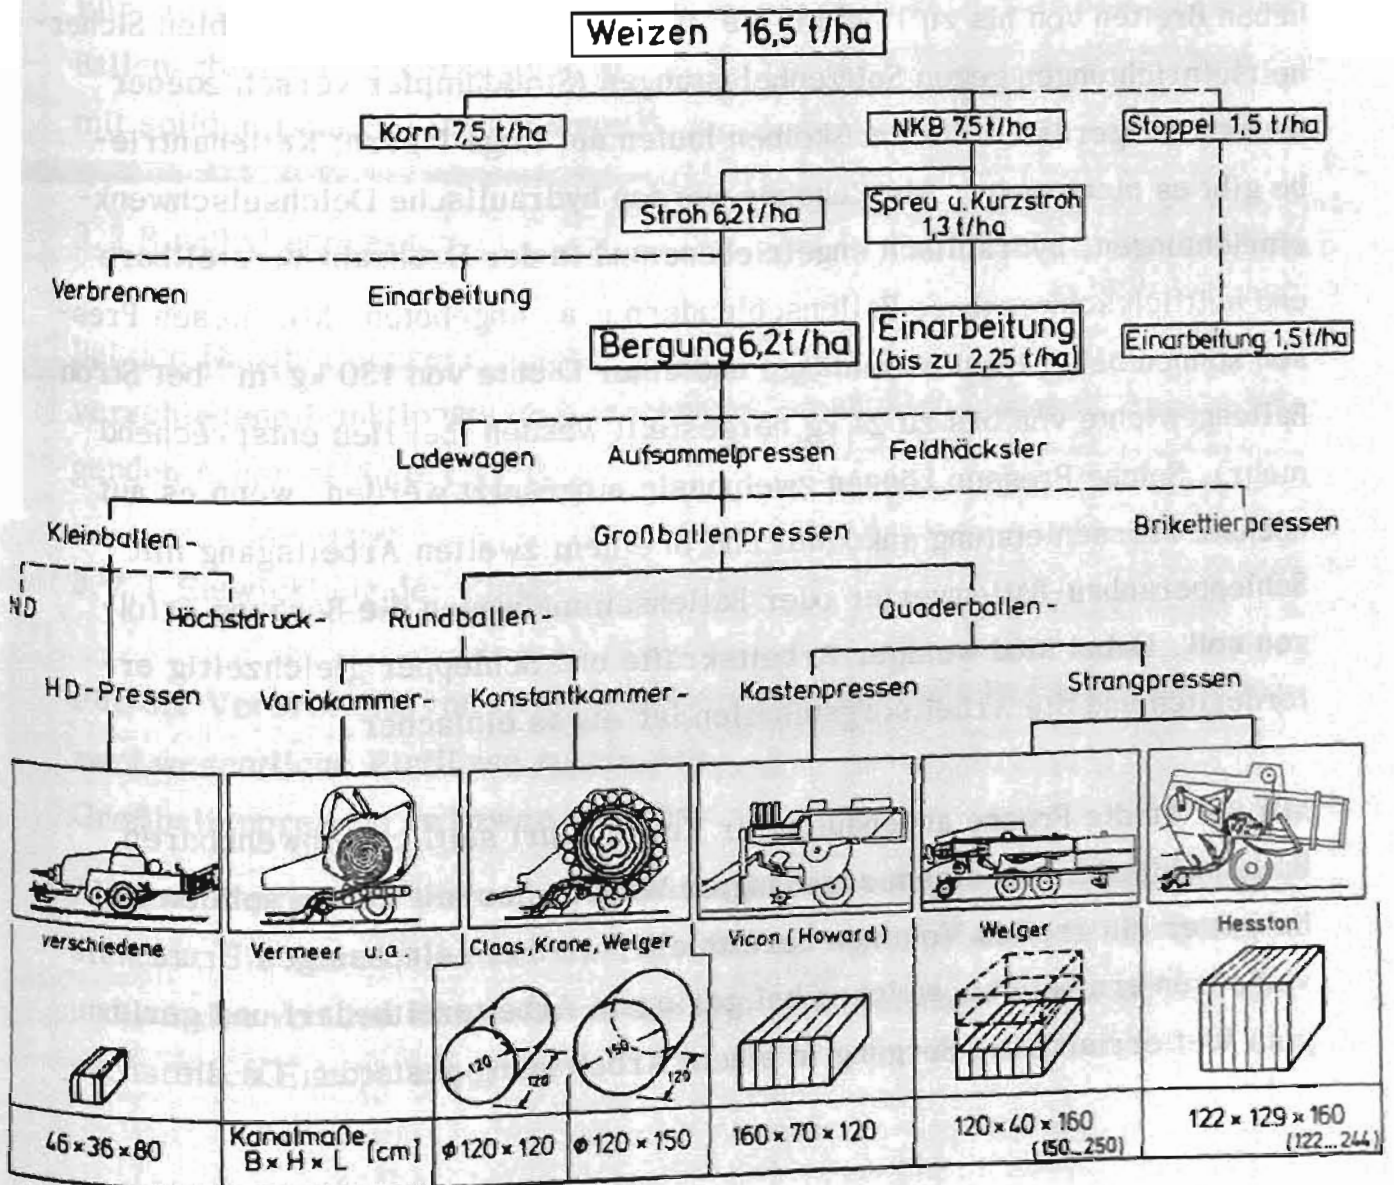 Weizen 16,5 t/ha
Korn 7,5 t/ha
NKB 7,5 t/ha
Stoppel 1,5 t/ha
Stroh 6,2 t/ha
Spreu u. Kurzstroh
1,3 t/ha
Verbrennen
Einarbeitung
Bergung 6,2 t/ha
Einarbeitung
(bis zu 2,25 t/ha)
Einarbeitung 1,5 t/ha
Ladewagen
Aufsammelpressen
Feldhäcksler
Kleinballen -
Großballenpressen
Brikettierpressen
ND
Höchstdruck -
Rundballen -
Quaderballen -
HD-Pressen
Variokammer -
Konstantkammer -
Kastenpressen
Strangpressen
verschiedene
Vermeer u.a.
Claas, Krone, Welger
Vicon (Howard)
Welger
Hesston
120
120
150
120
46 x 36 x 80
Kanalmaße
B x H x L [cm]
ϕ 120 x 120
ϕ 120 x 150
160 x 70 x 120
120 x 40 x 160
(150...250)
122 x 129 x 160
(122...244)